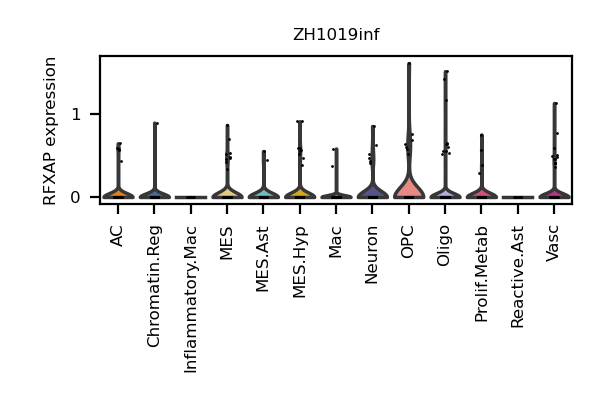 ZH1019inf
RFXAP expression
1
0
AC
Chromatin.Reg
Inflammatory.Mac
MES
MES.Ast
MES.Hyp
Mac
Neuron
OPC
Oligo
Prolif.Metab
Reactive.Ast
Vasc